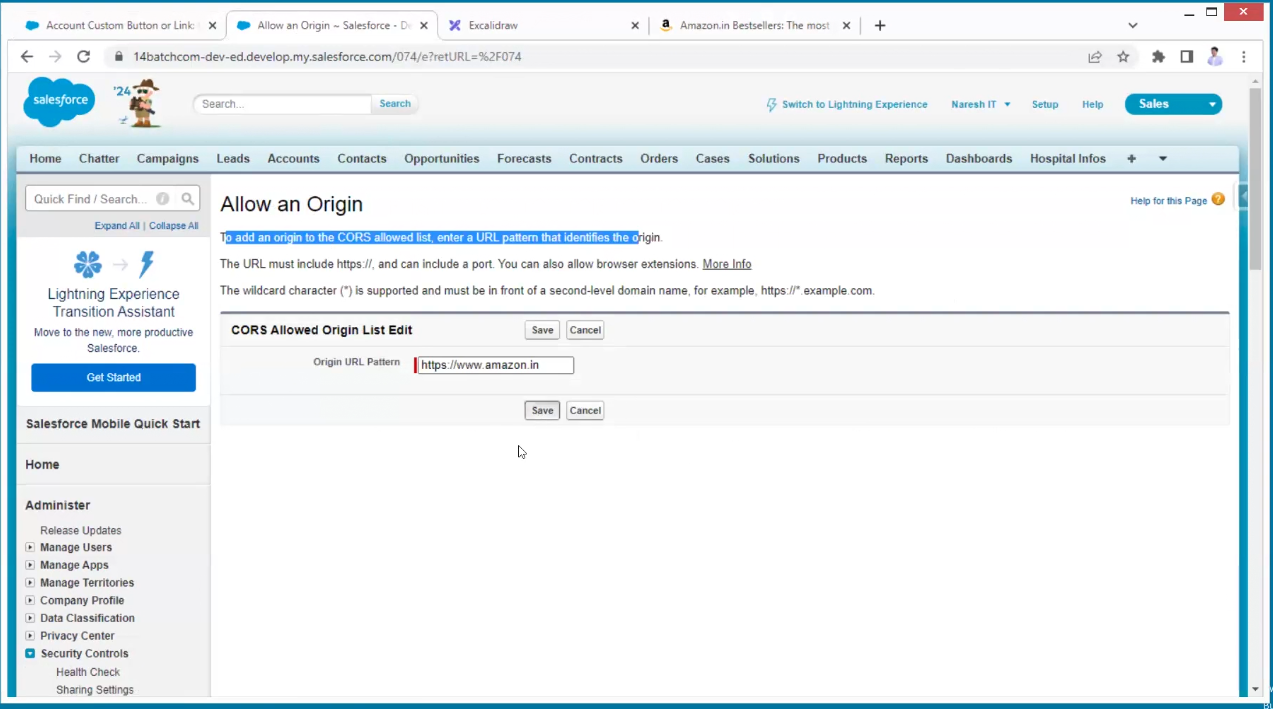 Account Custom Button or Link:
Allow an Origin ~ Salesforce - De
Excalidraw
a
Amazon.in Bestsellers: The most
14batchcom-dev-ed.develop.my.salesforce.com/074/e?retURL=%2F074
salesforce
'24
Search...
Search
Switch to Lightning Experience
Naresh IT
Setup
Help
Sales
Home
Chatter
Campaigns
Leads
Accounts
Contacts
Opportunities
Forecasts
Contracts
Orders
Cases
Solutions
Products
Reports
Dashboards
Hospital Infos
Quick Find / Search...
Expand All | Collapse All
Lightning Experience
Transition Assistant
Move to the new, more productive
Salesforce.
Get Started
Salesforce Mobile Quick Start
Home
Administer
Release Updates
Manage Users
Manage Apps
Manage Territories
Company Profile
Data Classification
Privacy Center
Security Controls
Health Check
Sharing Settings
Allow an Origin
Help for this Page
To add an origin to the CORS allowed list, enter a URL pattern that identifies the origin.
The URL must include https://, and can include a port. You can also allow browser extensions. More Info
The wildcard character (*) is supported and must be in front of a second-level domain name, for example, https://*.example.com.
CORS Allowed Origin List Edit
Save
Cancel
Origin URL Pattern
https://www.amazon.in
Save
Cancel